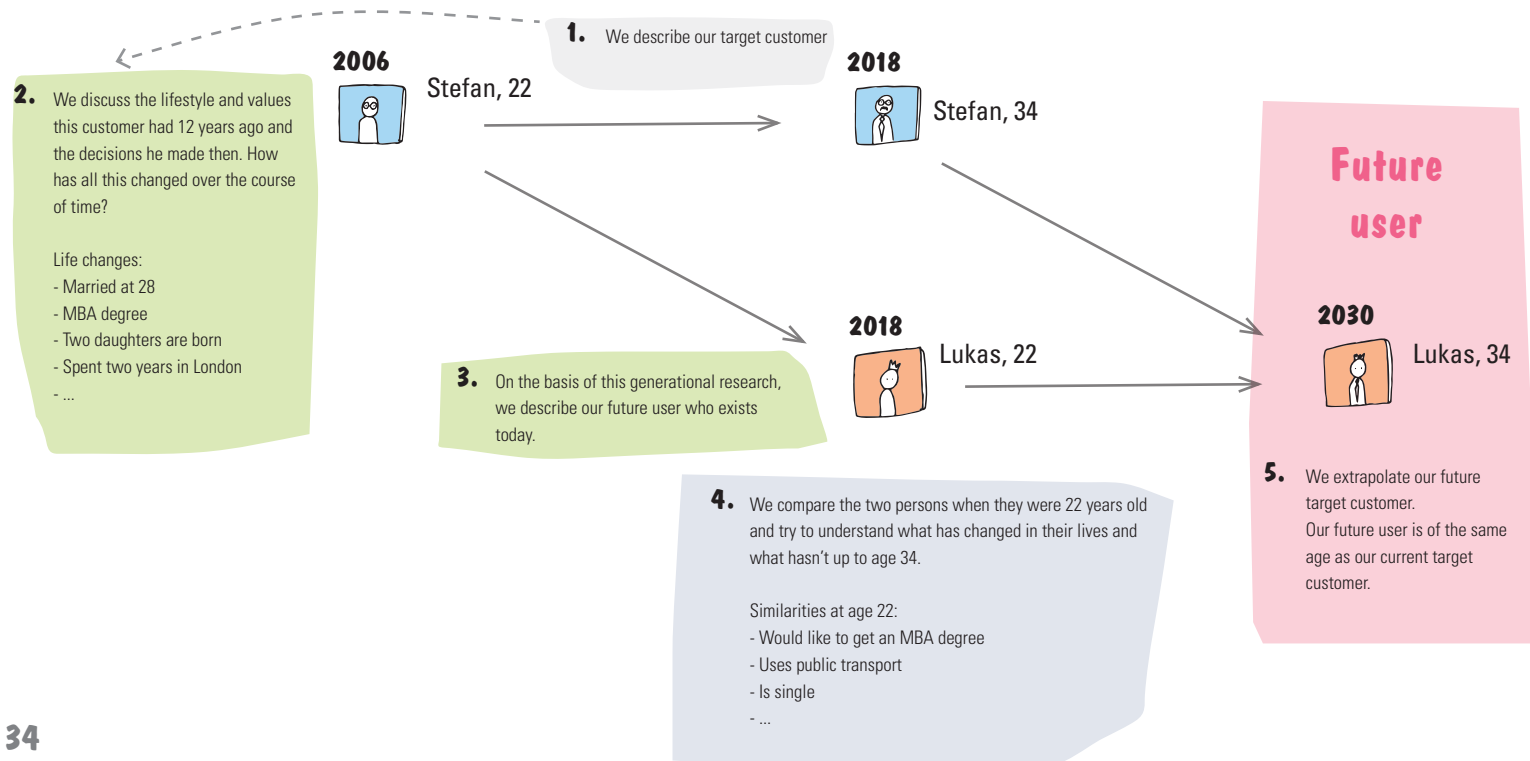 1. We describe our target customer
2006
Stefan, 22
2018
Stefan, 34
2. We discuss the lifestyle and values
this customer had 12 years ago and
the decisions he made then. How
has all this changed over the course
of time?
Life changes:
- Married at 28
- MBA degree
- Two daughters are born
- Spent two years in London
- ...
3. On the basis of this generational research,
we describe our future user who exists
today.
2018
Lukas, 22
4. We compare the two persons when they were 22 years old
and try to understand what has changed in their lives and
what hasn't up to age 34.
Similarities at age 22:
- Would like to get an MBA degree
- Uses public transport
- Is single
- ...
Future
user
2030
Lukas, 34
5. We extrapolate our future
target customer.
Our future user is of the same
age as our current target
customer.
34